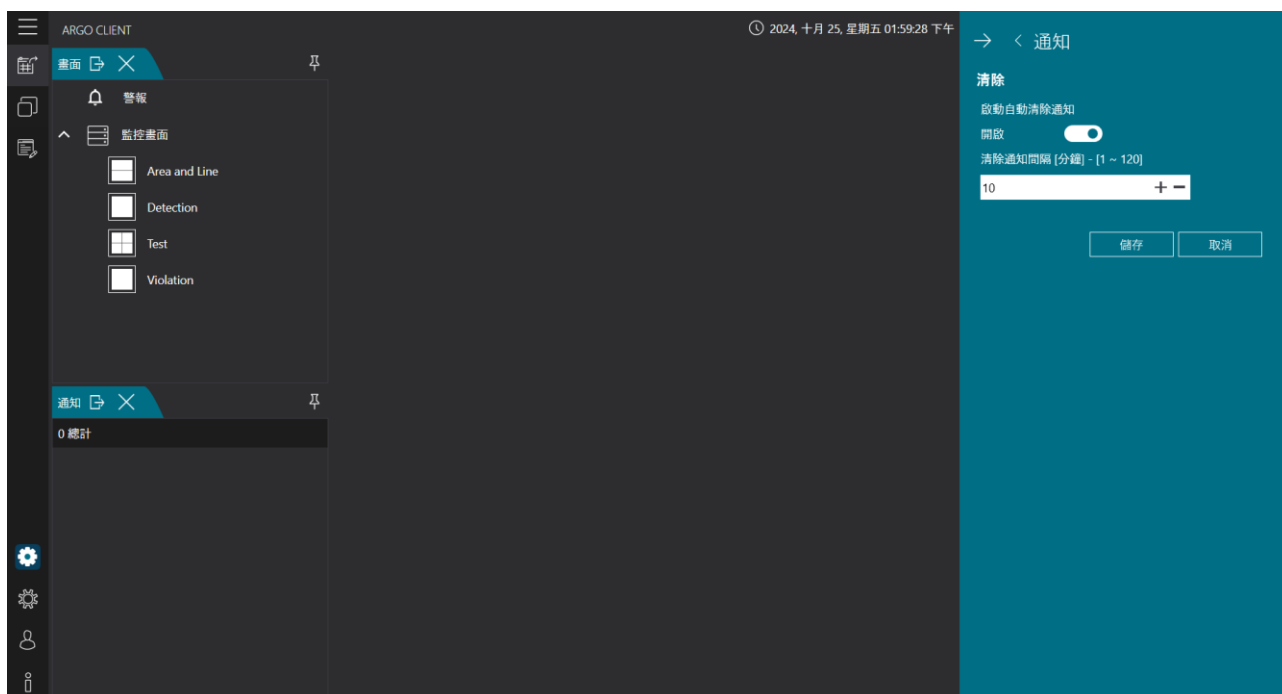 ARGO CLIENT
2024, 十月 25, 星期五 01:59:28 下午
畫面
警報
監控畫面
Area and Line
Detection
Test
Violation
通知
0 總計
通知
清除
啟動自動清除通知
開啟
清除通知間隔 [分鐘] - [1 ~ 120]
10
儲存 取消